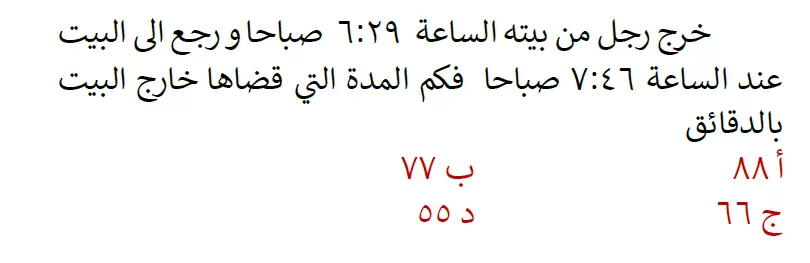 خرج رجل من بيته الساعة ٦:٢٩ صباحا و رجع الى البيت
عند الساعة ٧:٤٦ صباحا فكم المدة التي قضاها خارج البيت
بالدقائق
أ ٨٨ ب ٧٧
ج ٦٦ د ٥٥